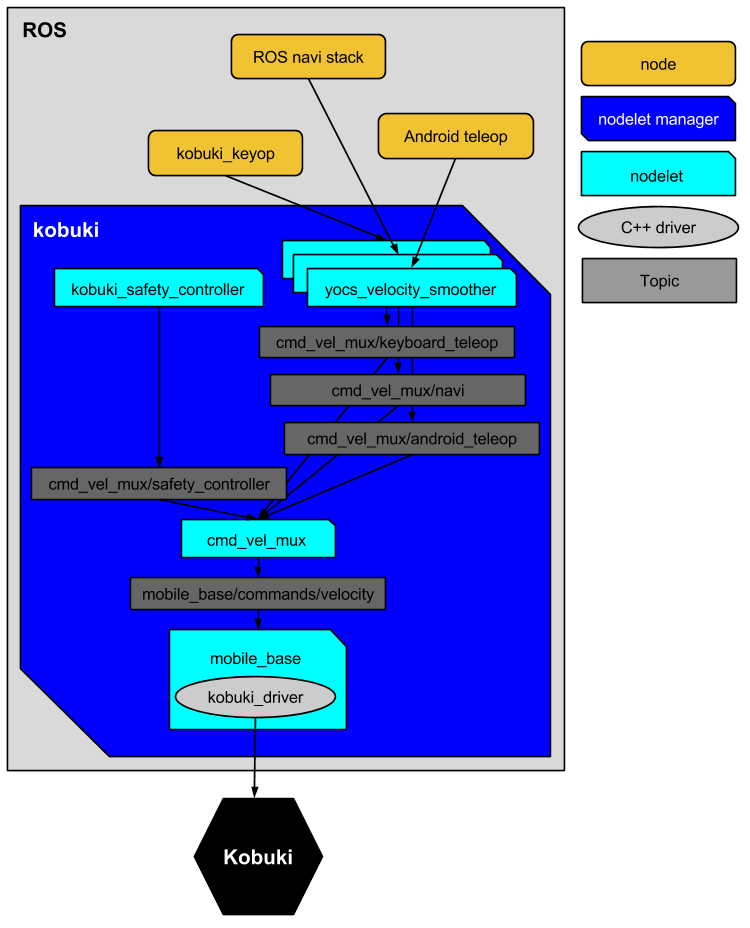 ROS
ROS navi stack
node
Android teleop
nodelet manager
kobuki_keyop
nodelet
kobuki
C++ driver
kobuki_safety_controller
yocs_velocity_smoother
Topic
cmd_vel_mux/keyboard_teleop
cmd_vel_mux/navi
cmd_vel_mux/android_teleop
cmd_vel_mux/safety_controller
cmd_vel_mux
mobile_base/commands/velocity
mobile_base
kobuki_driver
Kobuki